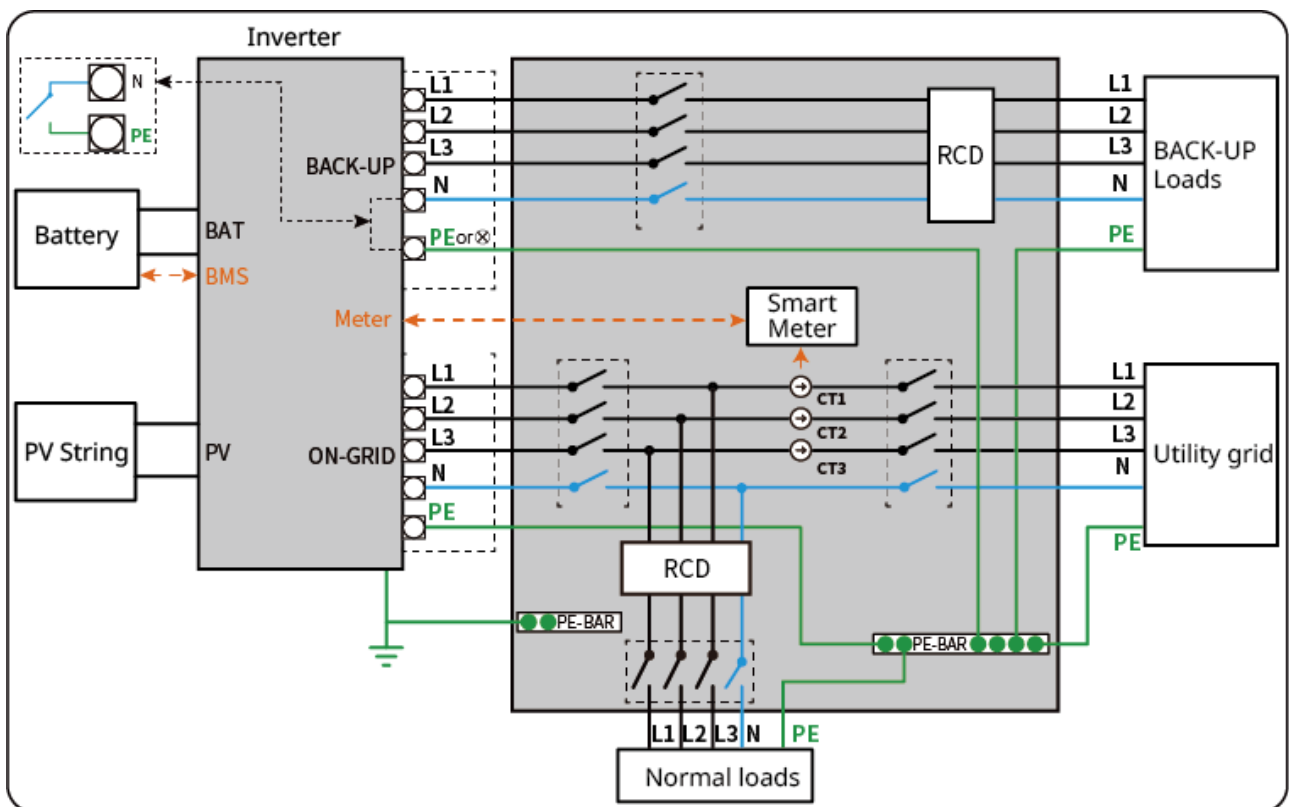 Inverter
N
PE
L1
L2
L3
N
PEor⊗
BACK-UP
RCD
L1
L2
L3
N
PE
BACK-UP
Loads
Battery
BAT
BMS
Meter
Smart
Meter
L1
L2
L3
N
PE
ON-GRID
CT1
CT2
CT3
L1
L2
L3
N
PE
Utility grid
PV String
PV
RCD
PE-BAR
PE-BAR
L1 L2 L3 N PE
Normal loads